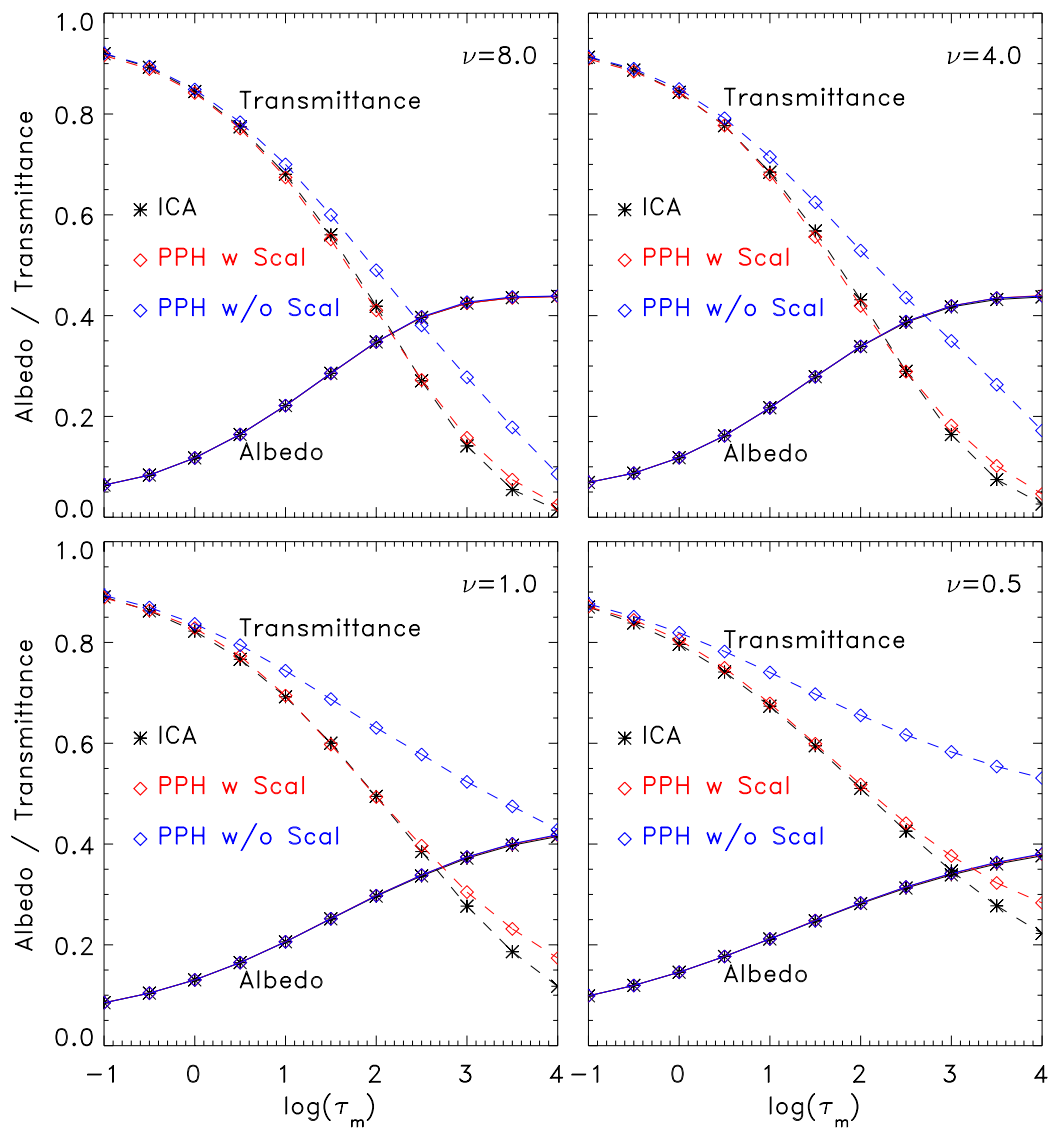 1.0
0.8
0.6
0.4
0.2
0.0
Albedo / Transmittance
ν=8.0
Transmittance
ICA
PPH w Scal
PPH w/o Scal
Albedo
ν=4.0
Transmittance
ICA
PPH w Scal
PPH w/o Scal
Albedo
1.0
0.8
0.6
0.4
0.2
0.0
Albedo / Transmittance
ν=1.0
Transmittance
ICA
PPH w Scal
PPH w/o Scal
Albedo
ν=0.5
Transmittance
ICA
PPH w Scal
PPH w/o Scal
Albedo
−1 0 1 2 3 4
−1 0 1 2 3 4
log(τm)
log(τm)